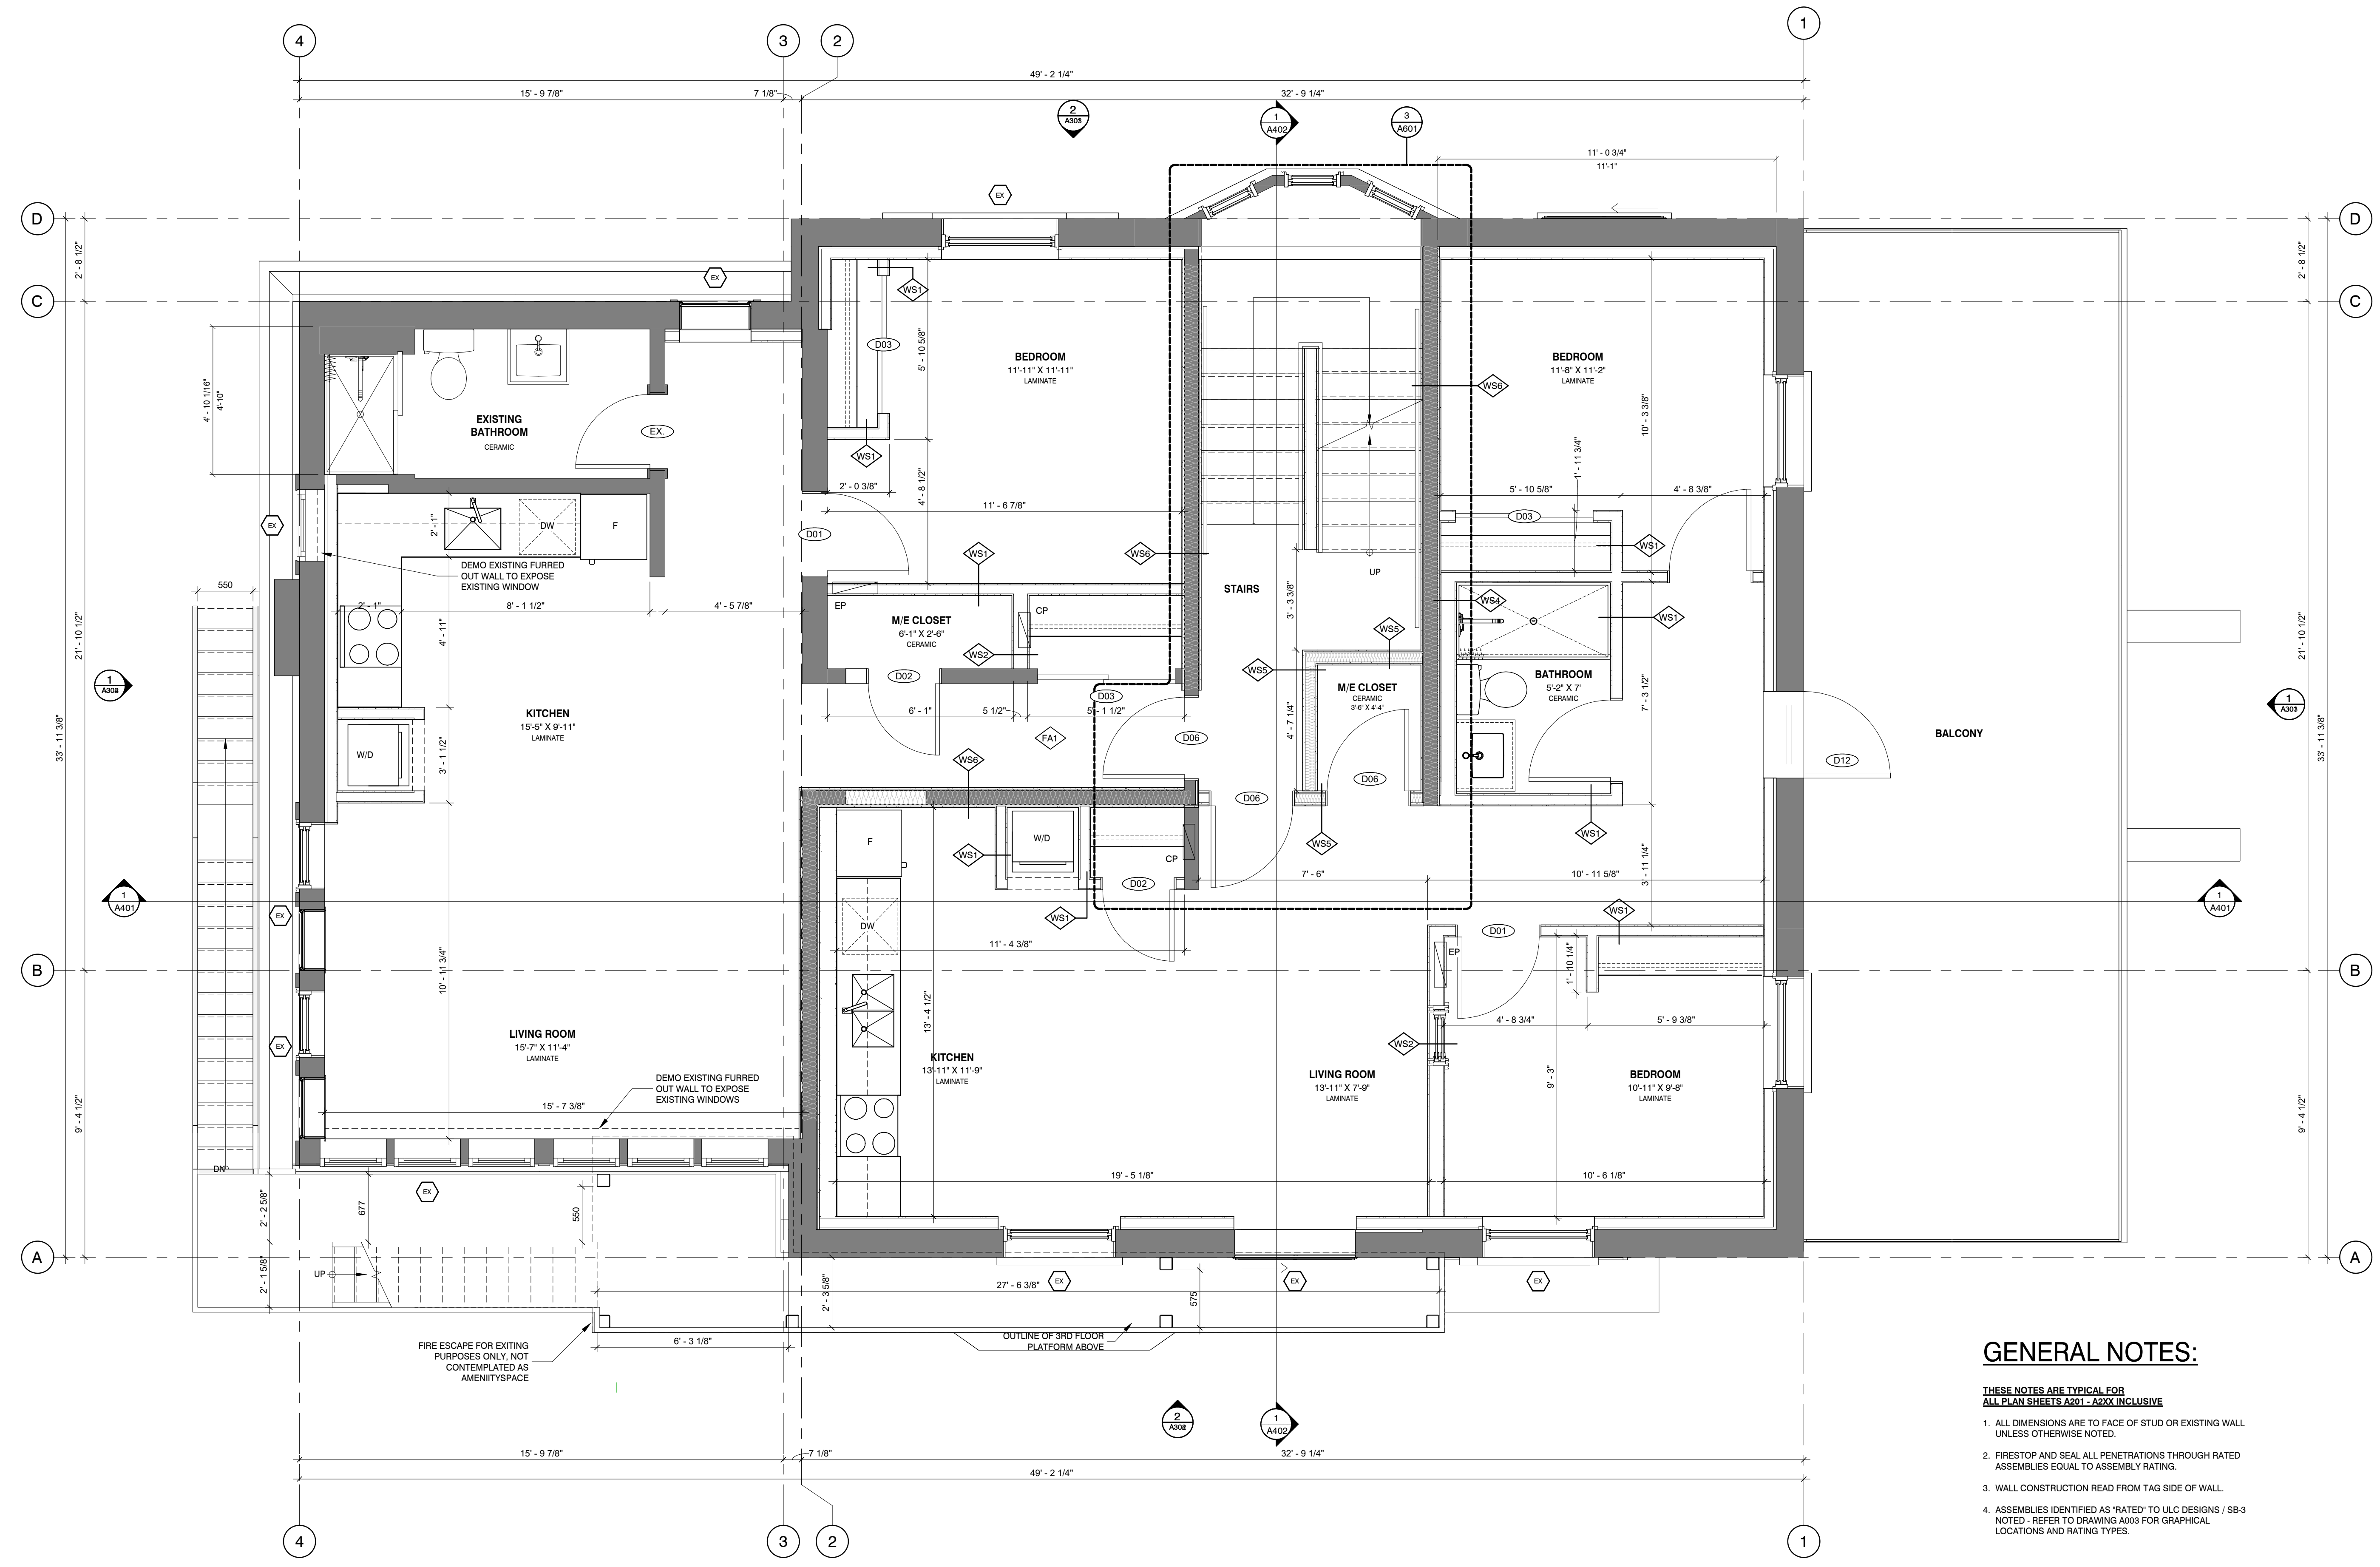 4
3
2
1
49' - 2 1/4"
15' - 9 7/8"
7 1/8"
32' - 9 1/4"
2
1
A402
3
A601
11' - 0 3/4"
11'-1"
EX
D
D
2' - 8 1/2"
2' - 8 1/2"
EX
WS1
C
C
D03
5' - 10 5/8"
BEDROOM
11'-11" X 11'-11"
LAMINATE
BEDROOM
11'-8" X 11'-2"
LAMINATE
WS6
4' - 10 1/16"
4'-10"
EXISTING
BATHROOM
CERAMIC
EX.
WS1
10' - 3 3/8"
1' - 11 3/4"
2' - 0 3/8"
4' - 8 1/2"
11' - 6 7/8"
5' - 10 5/8"
4' - 8 3/8"
D03
EX
2' - 1"
DW
F
D01
WS1
WS6
WS1
DEMO EXISTING FURRED
OUT WALL TO EXPOSE
EXISTING WINDOW
UP
STAIRS
550
2' - 1"
8' - 1 1/2"
4' - 5 7/8"
EP
CP
3' - 3 3/8"
WS4
WS1
M/E CLOSET
6'-1" X 2'-6"
CERAMIC
4' - 11"
21' - 10 1/2"
21' - 10 1/2"
WS5
WS2
WS5
D02
BATHROOM
5'-2" X 7'
CERAMIC
M/E CLOSET
CERAMIC
3'-6" X 4'-4"
1
D03
1
6' - 1"
5 1/2"
5' - 1 1/2"
4' - 7 1/4"
7' - 3 1/2"
KITCHEN
15'-5" X 9'-11"
LAMINATE
33' - 11 3/8"
33' - 11 3/8"
FA1
D06
BALCONY
W/D
3' - 1 1/2"
WS6
D12
D06
D06
WS1
WS5
F
W/D
WS1
CP
D02
7' - 6"
10' - 11 5/8"
3' - 11 1/4"
1
A401
1
A401
EX
WS1
WS1
DW
D01
11' - 4 3/8"
EP
1' - 10 1/4"
B
B
10' - 11 3/4"
13' - 4 1/2"
4' - 8 3/4"
5' - 9 3/8"
LIVING ROOM
15'-7" X 11'-4"
LAMINATE
EX
WS2
KITCHEN
13'-11" X 11'-9"
LAMINATE
LIVING ROOM
13'-11" X 7'-9"
LAMINATE
9' - 3"
BEDROOM
10'-11" X 9'-8"
LAMINATE
DEMO EXISTING FURRED
OUT WALL TO EXPOSE
EXISTING WINDOWS
15' - 7 3/8"
9' - 4 1/2"
9' - 4 1/2"
DN
19' - 5 1/8"
10' - 6 1/8"
EX
2' - 2 5/8"
677
550
A
A
UP
2' - 1 5/8"
EX
EX
EX
27' - 6 3/8"
2' - 3 5/8"
575
6' - 3 1/8"
OUTLINE OF 3RD FLOOR
PLATFORM ABOVE
FIRE ESCAPE FOR EXITING
PURPOSES ONLY, NOT
CONTEMPLATED AS
AMENIITYSPACE
GENERAL NOTES:
THESE NOTES ARE TYPICAL FOR
ALL PLAN SHEETS A201 - A2XX INCLUSIVE
1. ALL DIMENSIONS ARE TO FACE OF STUD OR EXISTING WALL
UNLESS OTHERWISE NOTED.
2. FIRESTOP AND SEAL ALL PENETRATIONS THROUGH RATED
ASSEMBLIES EQUAL TO ASSEMBLY RATING.
3. WALL CONSTRUCTION READ FROM TAG SIDE OF WALL.
4. ASSEMBLIES IDENTIFIED AS "RATED" TO ULC DESIGNS / SB-3
NOTED - REFER TO DRAWING A003 FOR GRAPHICAL
LOCATIONS AND RATING TYPES.
2
1
A402
15' - 9 7/8"
7 1/8"
32' - 9 1/4"
49' - 2 1/4"
4
3
2
1